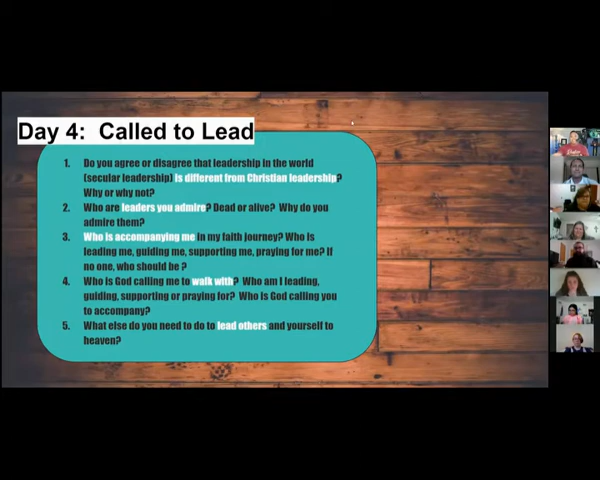 Day 4: Called to Lead
1. Do you agree or disagree that leadership in the world
(secular leadership) is different from Christian leadership?
Why or why not?
2. Who are leaders you admire? Dead or alive? Why do you
admire them?
3. Who is accompanying me in my faith journey? Who is
leading me, guiding me, supporting me, praying for me? If
no one, who should be ?
4. Who is God calling me to walk with? Who am I leading,
guiding, supporting or praying for? Who is God calling you
to accompany?
5. What else do you need to do to lead others and yourself to
heaven?